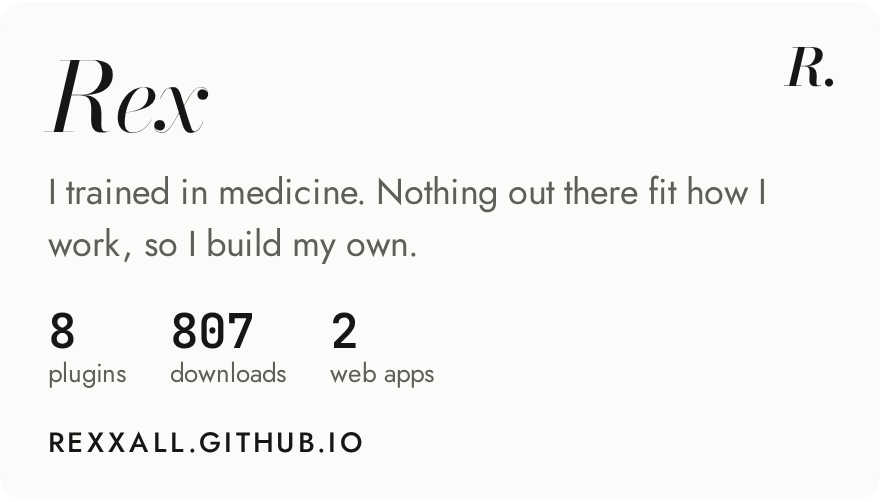 Rex
R.
I trained in medicine. Nothing out there fit how I
work, so I build my own.
8 807 2
plugins downloads web apps
REXXALL.GITHUB.IO